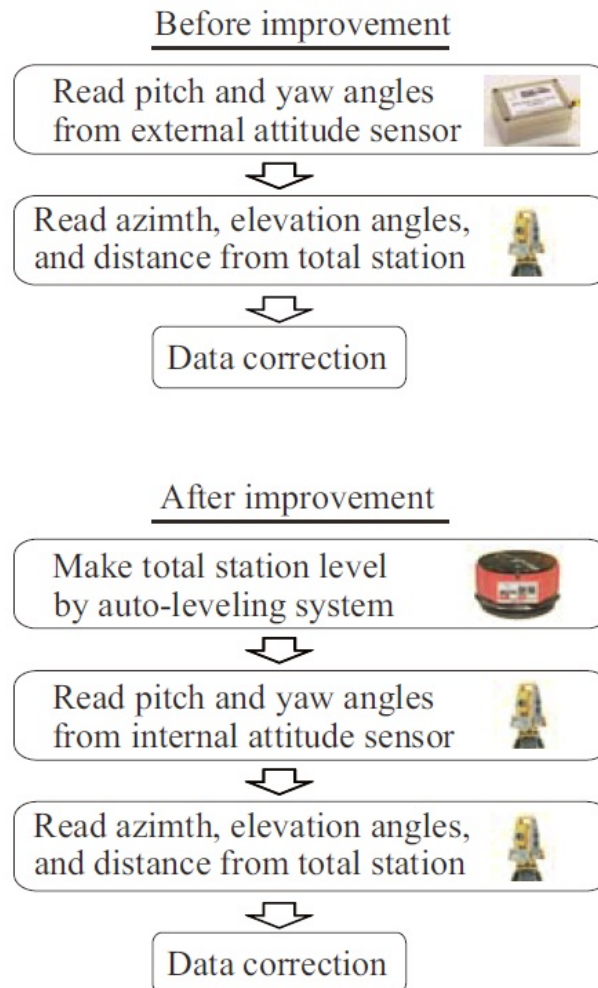 Before improvement
Read pitch and yaw angles
from external attitude sensor
Read azimth, elevation angles,
and distance from total station
Data correction
After improvement
Make total station level
by auto-leveling system
Read pitch and yaw angles
from internal attitude sensor
Read azimth, elevation angles,
and distance from total station
Data correction